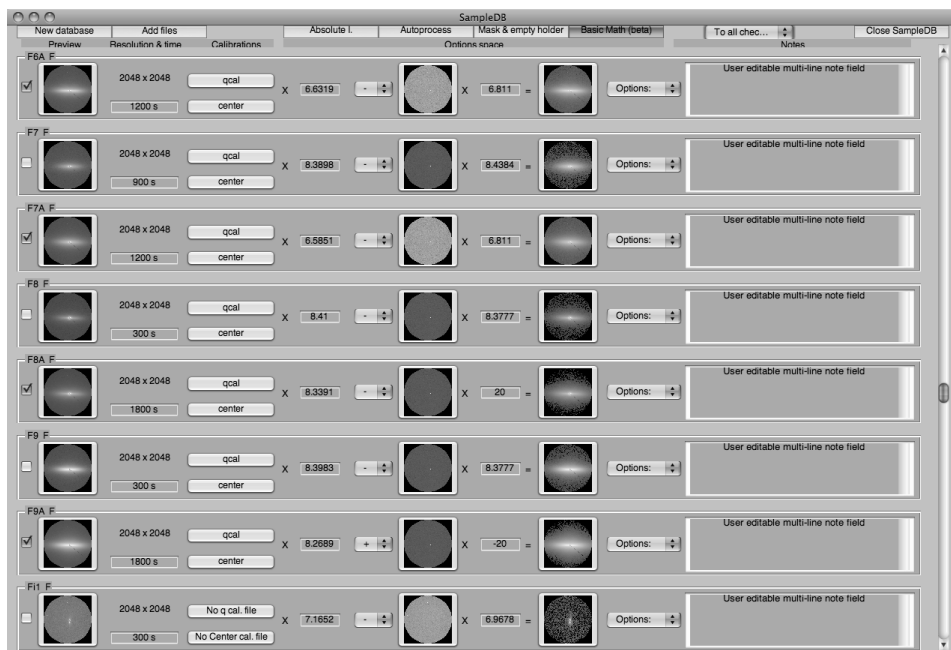 SampleDB
New database Add files Absolute I. Autoprocess Mask & empty holder Basic Math (beta) To all chec... Close SampleDB
Preview Resolution & time Calibrations Options space Notes
F6A F
2048 x 2048 qcal User editable multi-line note field
X 6.6319 - X 6.811 = Options:
1200 s center
F7 F
2048 x 2048 qcal User editable multi-line note field
X 8.3898 - X 8.4384 = Options:
900 s center
F7A F
2048 x 2048 qcal User editable multi-line note field
X 6.5851 - X 6.811 = Options:
1200 s center
F8 F
2048 x 2048 qcal User editable multi-line note field
X 8.41 - X 8.3777 = Options:
300 s center
F8A F
2048 x 2048 qcal User editable multi-line note field
X 8.3391 - X 20 = Options:
1800 s center
F9 F
2048 x 2048 qcal User editable multi-line note field
X 8.3983 - X 8.3777 = Options:
300 s center
F9A F
2048 x 2048 qcal User editable multi-line note field
X 8.2689 + X -20 = Options:
1800 s center
Fi1 F
2048 x 2048 No q cal. file User editable multi-line note field
X 7.1652 - X 6.9678 = Options:
300 s No Center cal. file